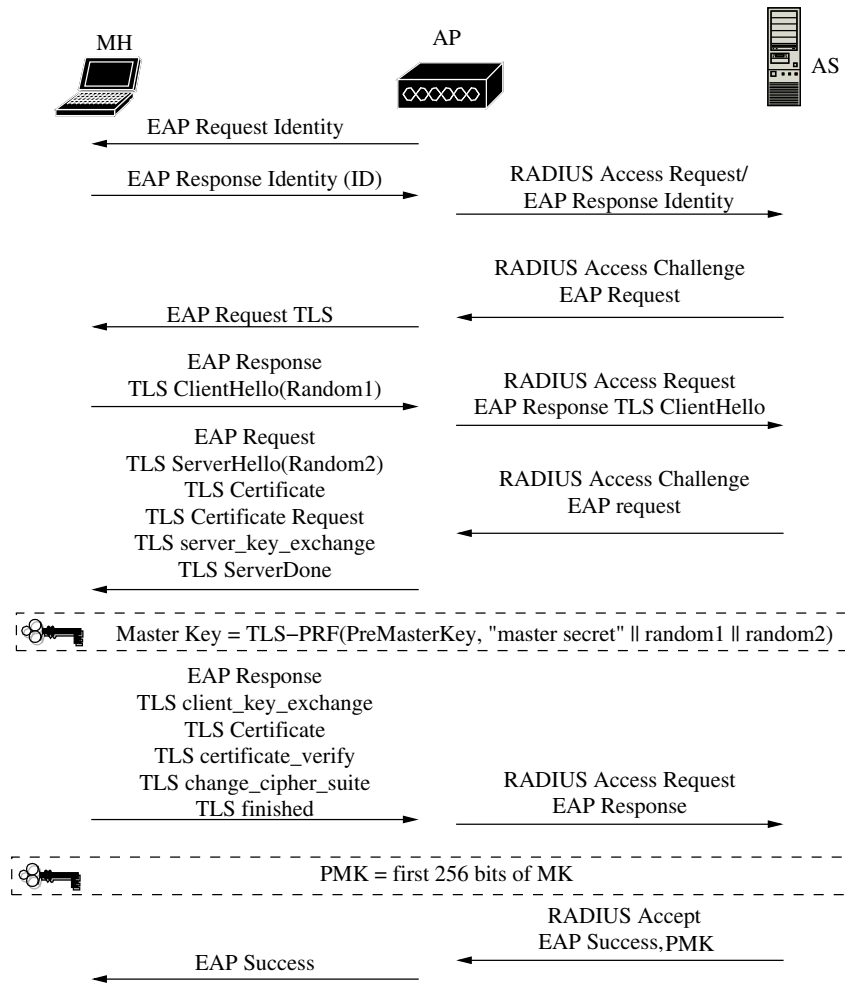 MH
AP
AS
EAP Request Identity
EAP Response Identity (ID)
RADIUS Access Request/
EAP Response Identity
RADIUS Access Challenge
EAP Request
EAP Request TLS
EAP Response
TLS ClientHello(Random1)
RADIUS Access Request
EAP Response TLS ClientHello
EAP Request
TLS ServerHello(Random2)
TLS Certificate
TLS Certificate Request
TLS server_key_exchange
TLS ServerDone
RADIUS Access Challenge
EAP request
Master Key = TLS−PRF(PreMasterKey, "master secret" || random1 || random2)
EAP Response
TLS client_key_exchange
TLS Certificate
TLS certificate_verify
TLS change_cipher_suite
TLS finished
RADIUS Access Request
EAP Response
PMK = first 256 bits of MK
RADIUS Accept
EAP Success,PMK
EAP Success